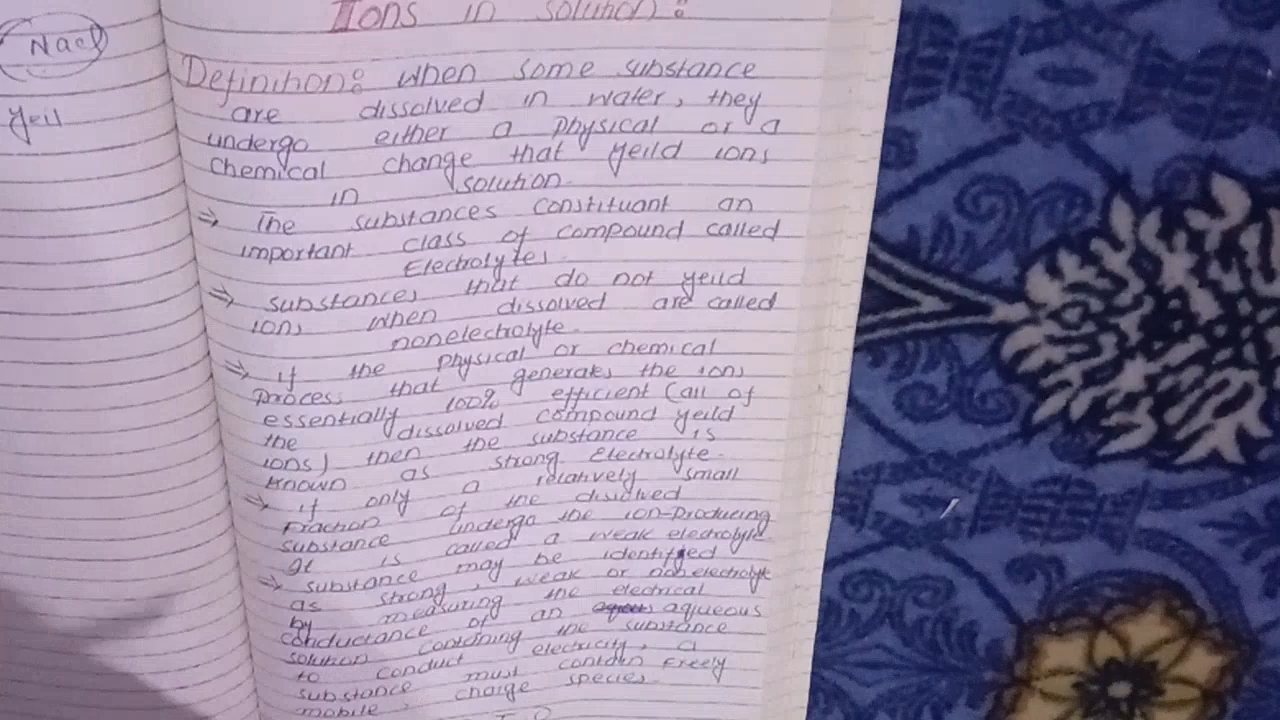 Nacl
Yeil
Ions in solution:
Definition: when some substance
are dissolved in water, they
undergo either a physical or a
chemical change that yeild ions
in solution.
⇒ The substances constituant an
important class of compound called
Electrolytes
⇒ substances that do not yeild
ions when dissolved are called
nonelectrolyte.
⇒ if the physical or chemical
process that generates the ions
essentially 100% efficient (all of
the dissolved compound yeild
ions) then the substance is
known as strong Electrolyte.
⇒ if only a relatively small
fraction of the disolved
substance undergo the ion-producing
is called a weak electrolyte.
⇒ substance may be identified
as strong, weak or nonelectrolyte
by measuring the electrical
conductance of an aqueous
solution containing the substance
to conduct electricity, a
substance must contain freely
mobile, charge species.